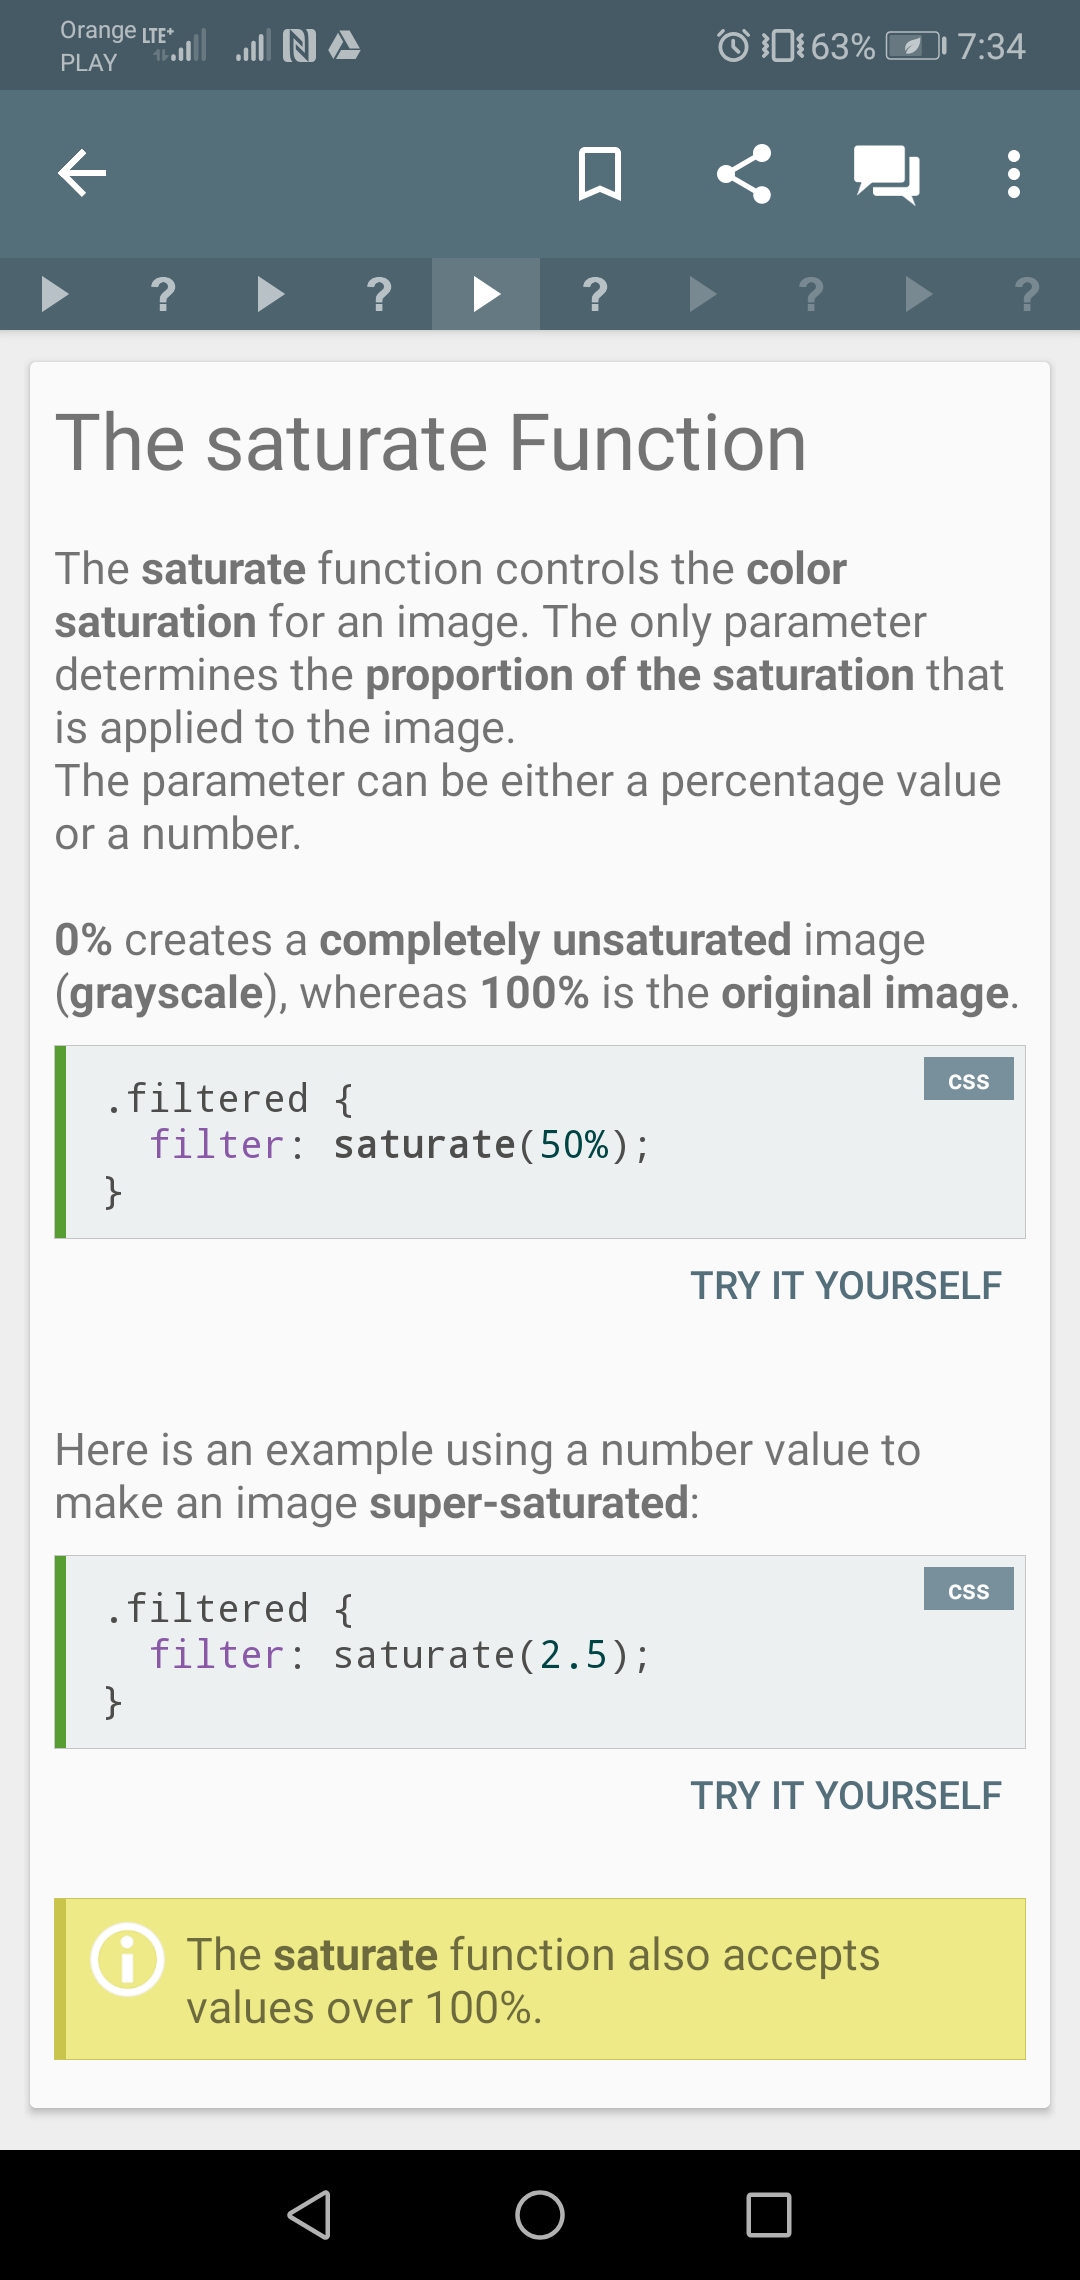 Orange LTE+ 63% 7:34
PLAY
? ? ? ? ?
The saturate Function
The saturate function controls the color
saturation for an image. The only parameter
determines the proportion of the saturation that
is applied to the image.
The parameter can be either a percentage value
or a number.
0% creates a completely unsaturated image
(grayscale), whereas 100% is the original image.
css
.filtered {
filter: saturate(50%);
}
TRY IT YOURSELF
Here is an example using a number value to
make an image super-saturated:
css
.filtered {
filter: saturate(2.5);
}
TRY IT YOURSELF
The saturate function also accepts
values over 100%.